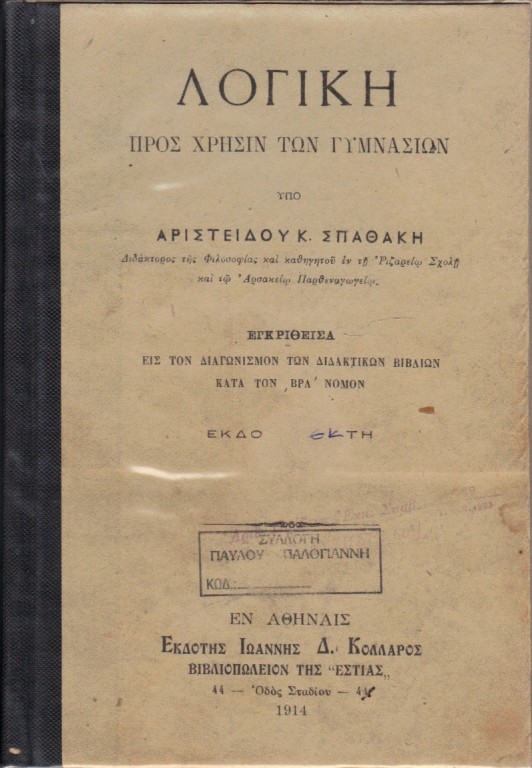 ΛΟΓΙΚΗ
ΠΡΟΣ ΧΡΗΣΙΝ ΤΩΝ ΓΥΜΝΑΣΙΩΝ
ΥΠΟ
ΑΡΙΣΤΕΙΔΟΥ Κ. ΣΠΑΘΑΚΗ
Διδάκτορος τῆς Φιλοσοφίας καὶ καθηγητοῦ ἐν τῇ Ῥιζαρείῳ Σχολῇ
καὶ τῷ Ἀρσακείῳ Παρθεναγωγείῳ.
ΕΓΚΡΙΘΕΙΣΑ
ΕΙΣ ΤΟΝ ΔΙΑΓΩΝΙΣΜΟΝ ΤΩΝ ΔΙΔΑΚΤΙΚΩΝ ΒΙΒΛΙΩΝ
ΚΑΤΑ ΤΟΝ ͵ΒΡΑ′ ΝΟΜΟΝ
ΕΚΔΟ ΕΚΤΗ
ΣΥΛΛΟΓΗ
ΠΑΥΛΟΥ ΠΑΛΟΓΙΑΝΝΗ
ΚΩΔ.:
ΕΝ ΑΘΗΝΑΙΣ
ΕΚΔΟΤΗΣ ΙΩΑΝΝΗΣ Δ. ΚΟΛΛΑΡΟΣ
ΒΙΒΛΙΟΠΩΛΕΙΟΝ ΤΗΣ "ΕΣΤΙΑΣ„
44 — Ὁδὸς Σταδίου — 44
1914